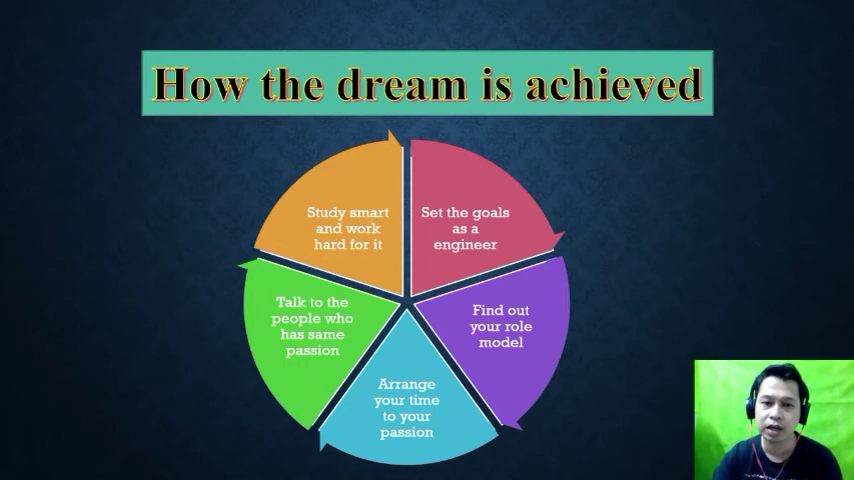 How the dream is achieved
Set the goals
as a
engineer
Find out
your role
model
Arrange
your time
to your
passion
Talk to the
people who
has same
passion
Study smart
and work
hard for it